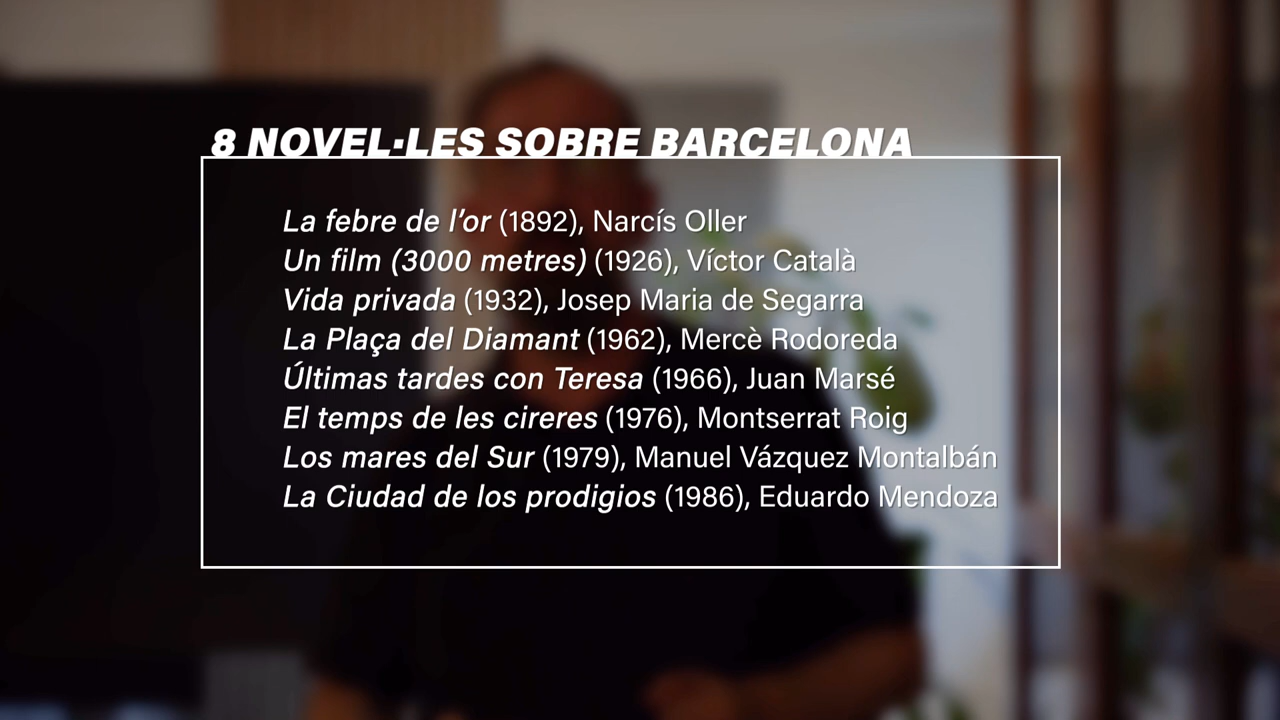 8 NOVEL·LES SOBRE BARCELONA
La febre de l’or (1892), Narcís Oller
Un film (3000 metres) (1926), Víctor Català
Vida privada (1932), Josep Maria de Segarra
La Plaça del Diamant (1962), Mercè Rodoreda
Últimas tardes con Teresa (1966), Juan Marsé
El temps de les cireres (1976), Montserrat Roig
Los mares del Sur (1979), Manuel Vázquez Montalbán
La Ciudad de los prodigios (1986), Eduardo Mendoza